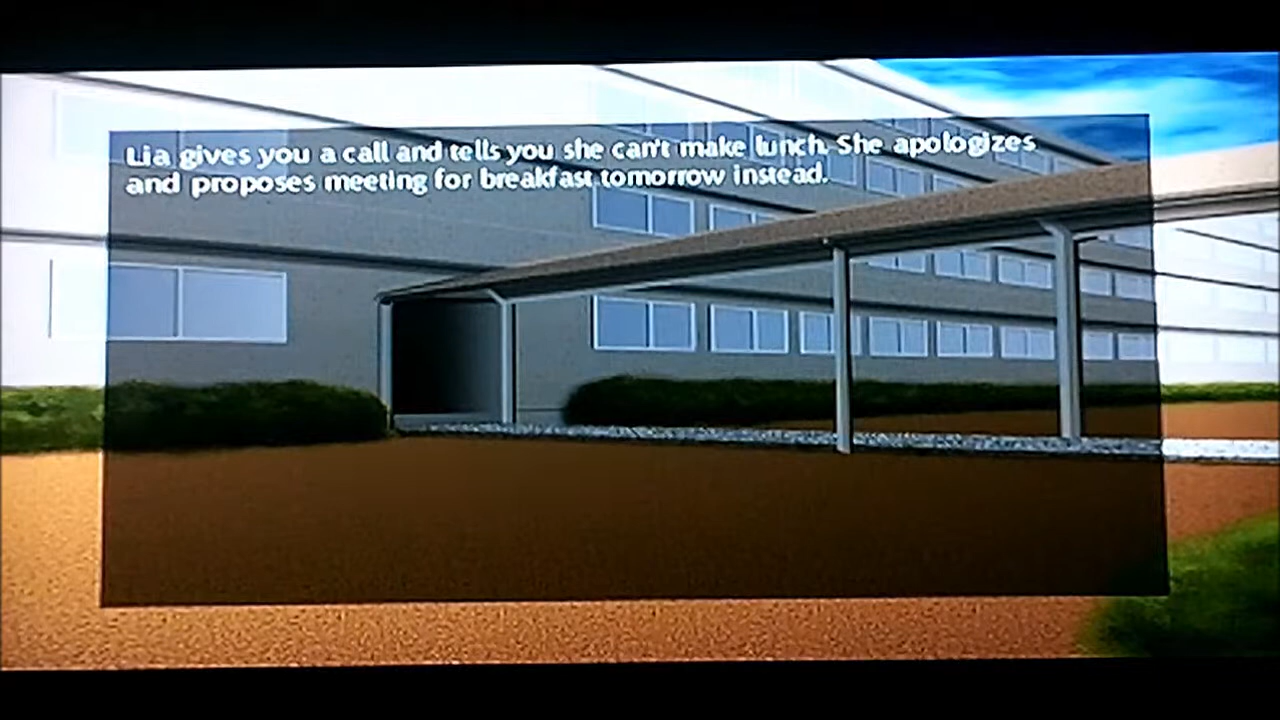 Lia gives you a call and tells you she can't make lunch. She apologizes
and proposes meeting for breakfast tomorrow instead.